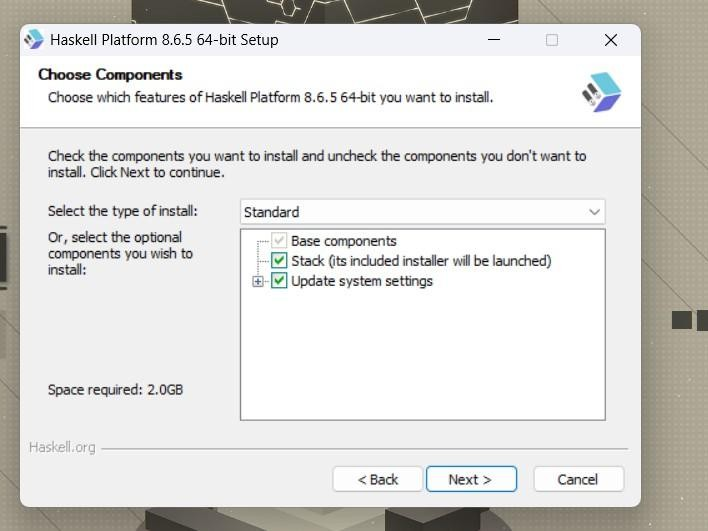 Haskell Platform 8.6.5 64-bit Setup
Choose Components
Choose which features of Haskell Platform 8.6.5 64-bit you want to install.
Check the components you want to install and uncheck the components you don't want to
install. Click Next to continue.
Select the type of install:
Standard
Or, select the optional
components you wish to
install:
Base components
Stack (its included installer will be launched)
Update system settings
Space required: 2.0GB
Haskell.org
< Back
Next >
Cancel